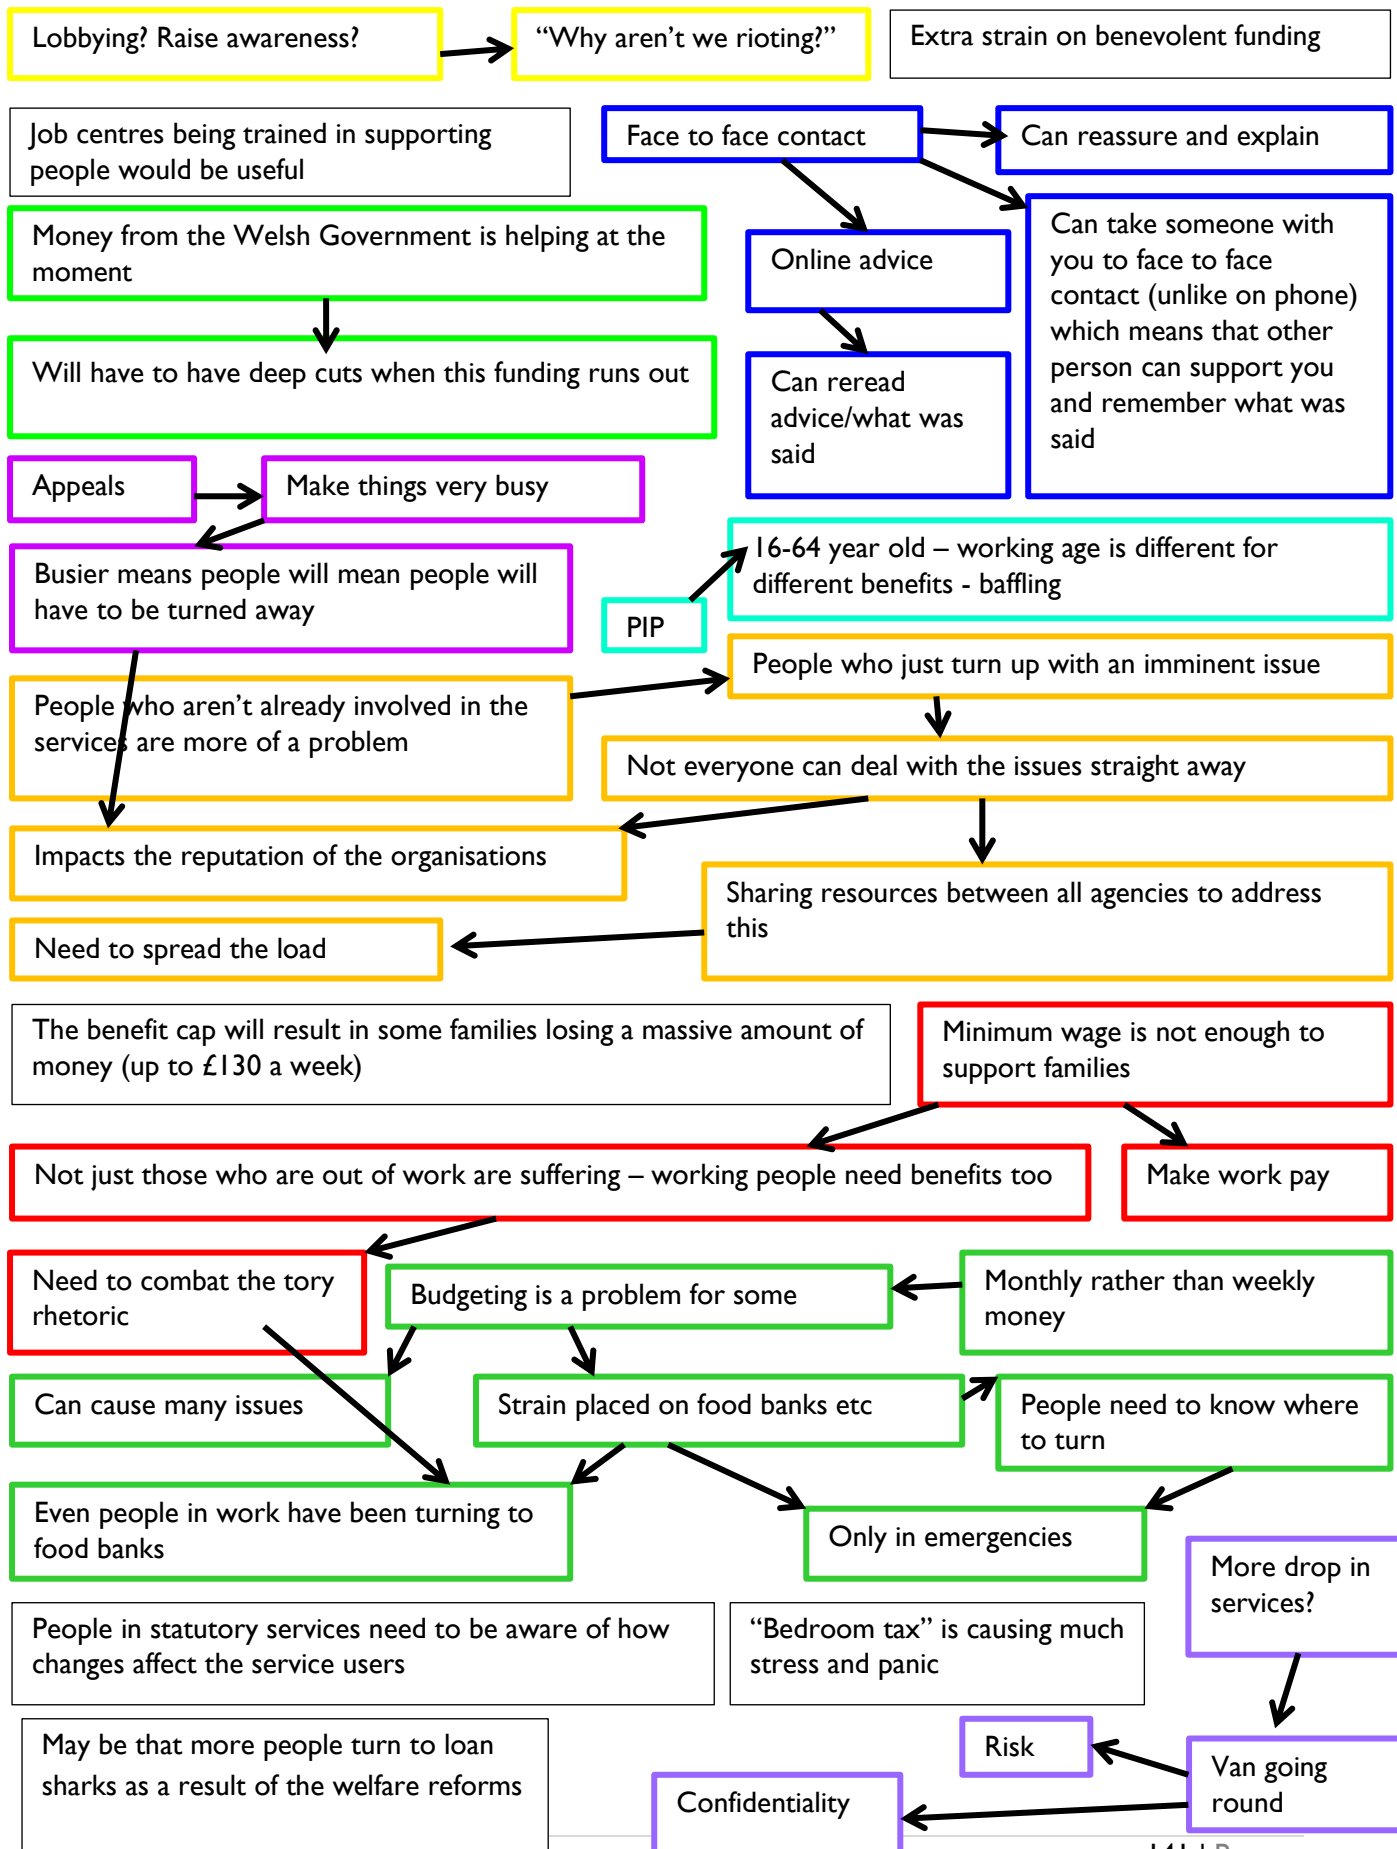 Lobbying? Raise awareness?
“Why aren’t we rioting?”
Extra strain on benevolent funding
Job centres being trained in supporting
people would be useful
Face to face contact
Can reassure and explain
Money from the Welsh Government is helping at the
moment
Online advice
Can take someone with
you to face to face
contact (unlike on phone)
which means that other
person can support you
and remember what was
said
Will have to have deep cuts when this funding runs out
Can reread
advice/what was
said
Appeals
Make things very busy
Busier means people will mean people will
have to be turned away
16-64 year old – working age is different for
different benefits - baffling
PIP
People who just turn up with an imminent issue
People who aren’t already involved in the
services are more of a problem
Not everyone can deal with the issues straight away
Impacts the reputation of the organisations
Sharing resources between all agencies to address
this
Need to spread the load
The benefit cap will result in some families losing a massive amount of
money (up to £130 a week)
Minimum wage is not enough to
support families
Not just those who are out of work are suffering – working people need benefits too
Make work pay
Need to combat the tory
rhetoric
Budgeting is a problem for some
Monthly rather than weekly
money
Can cause many issues
Strain placed on food banks etc
People need to know where
to turn
Even people in work have been turning to
food banks
Only in emergencies
More drop in
services?
People in statutory services need to be aware of how
changes affect the service users
“Bedroom tax” is causing much
stress and panic
May be that more people turn to loan
sharks as a result of the welfare reforms
Risk
Van going
round
Confidentiality